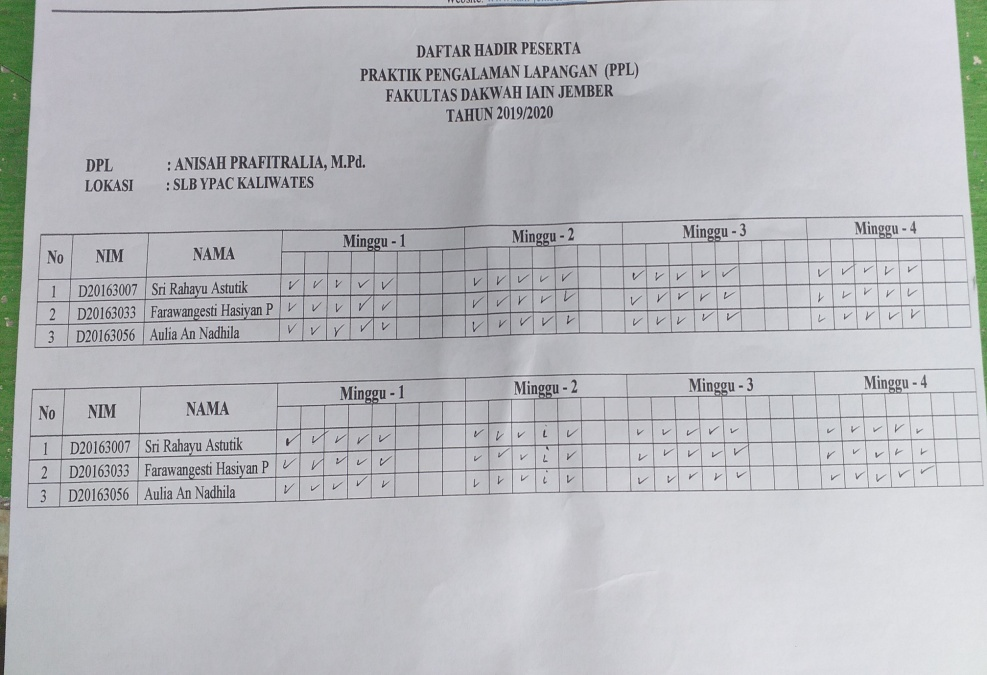 DAFTAR HADIR PESERTA
PRAKTIK PENGALAMAN LAPANGAN (PPL)
FAKULTAS DAKWAH IAIN JEMBER
TAHUN 2019/2020
DPL : ANISAH PRAFITRALIA, M.Pd.
LOKASI : SLB YPAC KALIWATES
No NIM NAMA Minggu - 1 Minggu - 2 Minggu - 3 Minggu - 4
1 D20163007 Sri Rahayu Astutik ✓ ✓ ✓ ✓ ✓ ✓ ✓ ✓ ✓ ✓ ✓ ✓ ✓ ✓ ✓ ✓ ✓ ✓ ✓ ✓
2 D20163033 Farawangesti Hasiyan P ✓ ✓ ✓ ✓ ✓ ✓ ✓ ✓ ✓ ✓ ✓ ✓ ✓ ✓ ✓ ✓ ✓ ✓ ✓ ✓
3 D20163056 Aulia An Nadhila ✓ ✓ ✓ ✓ ✓ ✓ ✓ ✓ ✓ ✓ ✓ ✓ ✓ ✓ ✓ ✓ ✓ ✓ ✓ ✓
No NIM NAMA Minggu - 1 Minggu - 2 Minggu - 3 Minggu - 4
1 D20163007 Sri Rahayu Astutik ✓ ✓ ✓ ✓ ✓ ✓ ✓ ✓ i ✓ ✓ ✓ ✓ ✓ ✓ ✓ ✓ ✓ ✓ ✓
2 D20163033 Farawangesti Hasiyan P ✓ ✓ ✓ ✓ ✓ ✓ ✓ ✓ i ✓ ✓ ✓ ✓ ✓ ✓ ✓ ✓ ✓ ✓ ✓
3 D20163056 Aulia An Nadhila ✓ ✓ ✓ ✓ ✓ ✓ ✓ ✓ i ✓ ✓ ✓ ✓ ✓ ✓ ✓ ✓ ✓ ✓ ✓